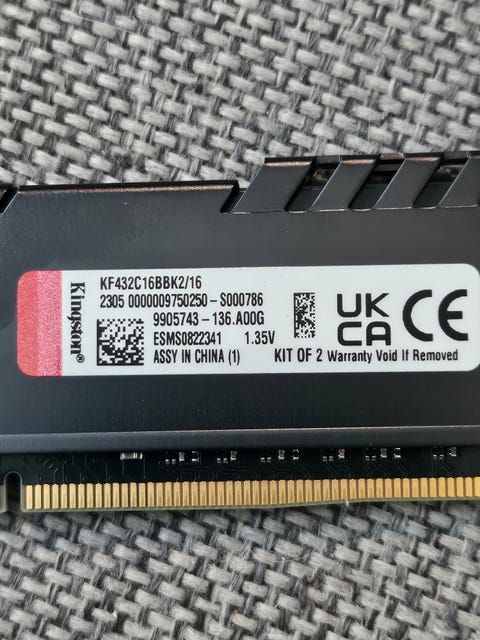 Kingston®
KF432C16BBK2/16
2305 0000009750250-S000786
9905743-136.A00G
ESMS0822341 1.35V
ASSY IN CHINA (1)
UK
CA
CE
KIT OF 2 Warranty Void If Removed